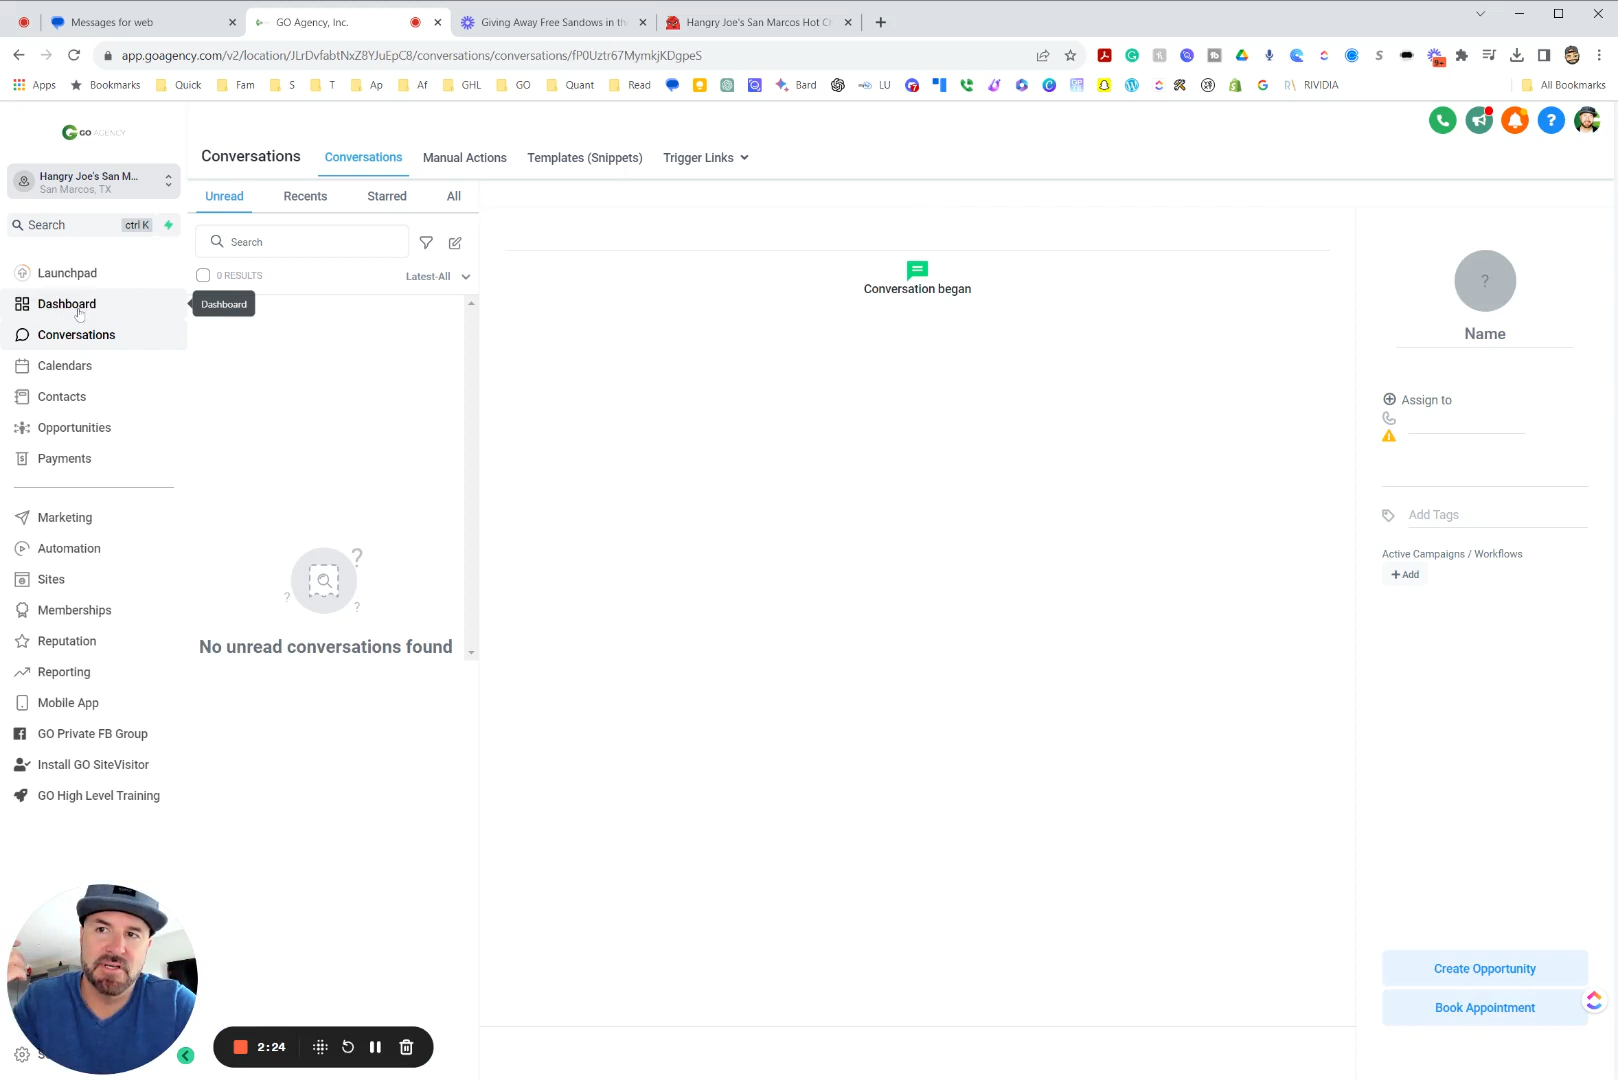 Messages for web
GO Agency, Inc.
Giving Away Free Sandows in th
Hangry Joe's San Marcos Hot C
app.goagency.com/v2/location/JLrDvfabtNxZ8YJuEpC8/conversations/conversations/fP0Uztr67MymkjKDgpeS
9+
Apps
Bookmarks
Quick
Fam
S
T
Ap
Af
GHL
GO
Quant
Read
Bard
LU
RIVIDIA
All Bookmarks
GO AGENCY
Hangry Joe's San M...
San Marcos, TX
Search
ctrl K
Launchpad
Dashboard
Dashboard
Conversations
Calendars
Contacts
Opportunities
Payments
Marketing
Automation
Sites
Memberships
Reputation
Reporting
Mobile App
GO Private FB Group
Install GO SiteVisitor
GO High Level Training
Conversations
Conversations
Manual Actions
Templates (Snippets)
Trigger Links
Unread
Recents
Starred
All
Search
0 RESULTS
Latest-All
No unread conversations found
Conversation began
?
Name
Assign to
Add Tags
Active Campaigns / Workflows
+ Add
Create Opportunity
Book Appointment
2:24